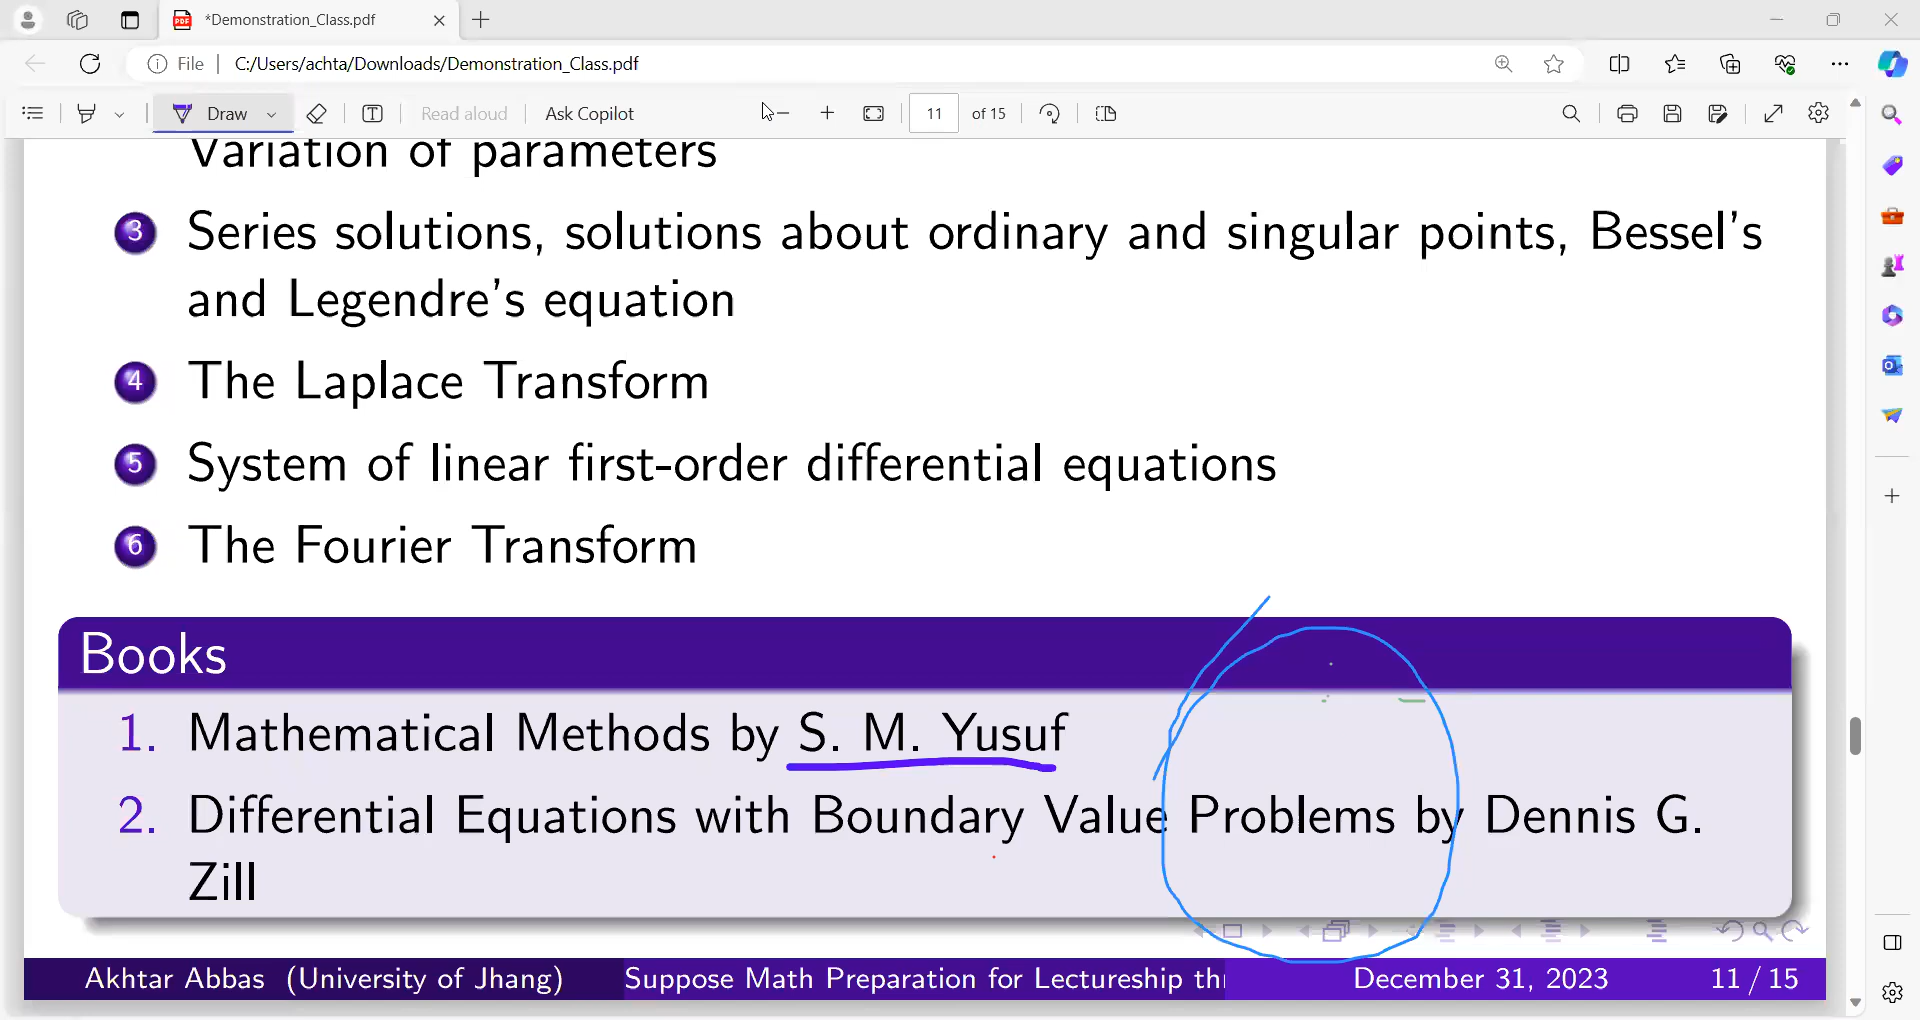 *Demonstration_Class.pdf
File
C:/Users/achta/Downloads/Demonstration_Class.pdf
Draw
Read aloud
Ask Copilot
11
of 15
Variation of parameters
3 Series solutions, solutions about ordinary and singular points, Bessel's
and Legendre's equation
4 The Laplace Transform
5 System of linear first-order differential equations
6 The Fourier Transform
Books
1. Mathematical Methods by S. M. Yusuf
2. Differential Equations with Boundary Value Problems by Dennis G.
Zill
Akhtar Abbas (University of Jhang)
Suppose Math Preparation for Lectureship thr
December 31, 2023
11 / 15